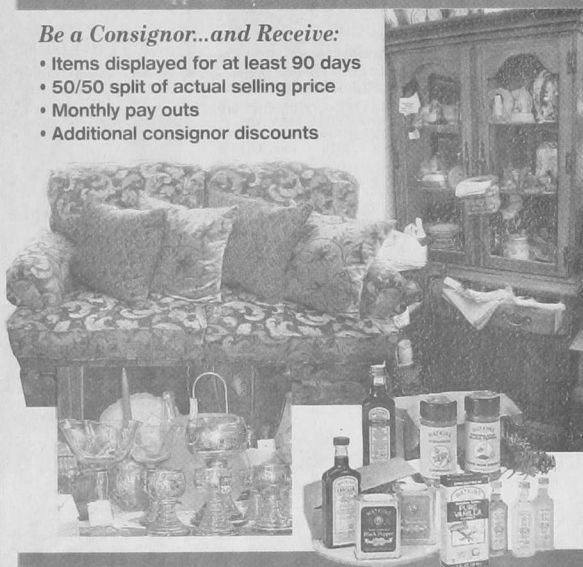 Be a Consignor...and Receive:
• Items displayed for at least 90 days
• 50/50 split of actual selling price
• Monthly pay outs
• Additional consignor discounts
WATKINS
WATKINS
WATKINS
Black Pepper
WATKINS
PURE
VANILLA